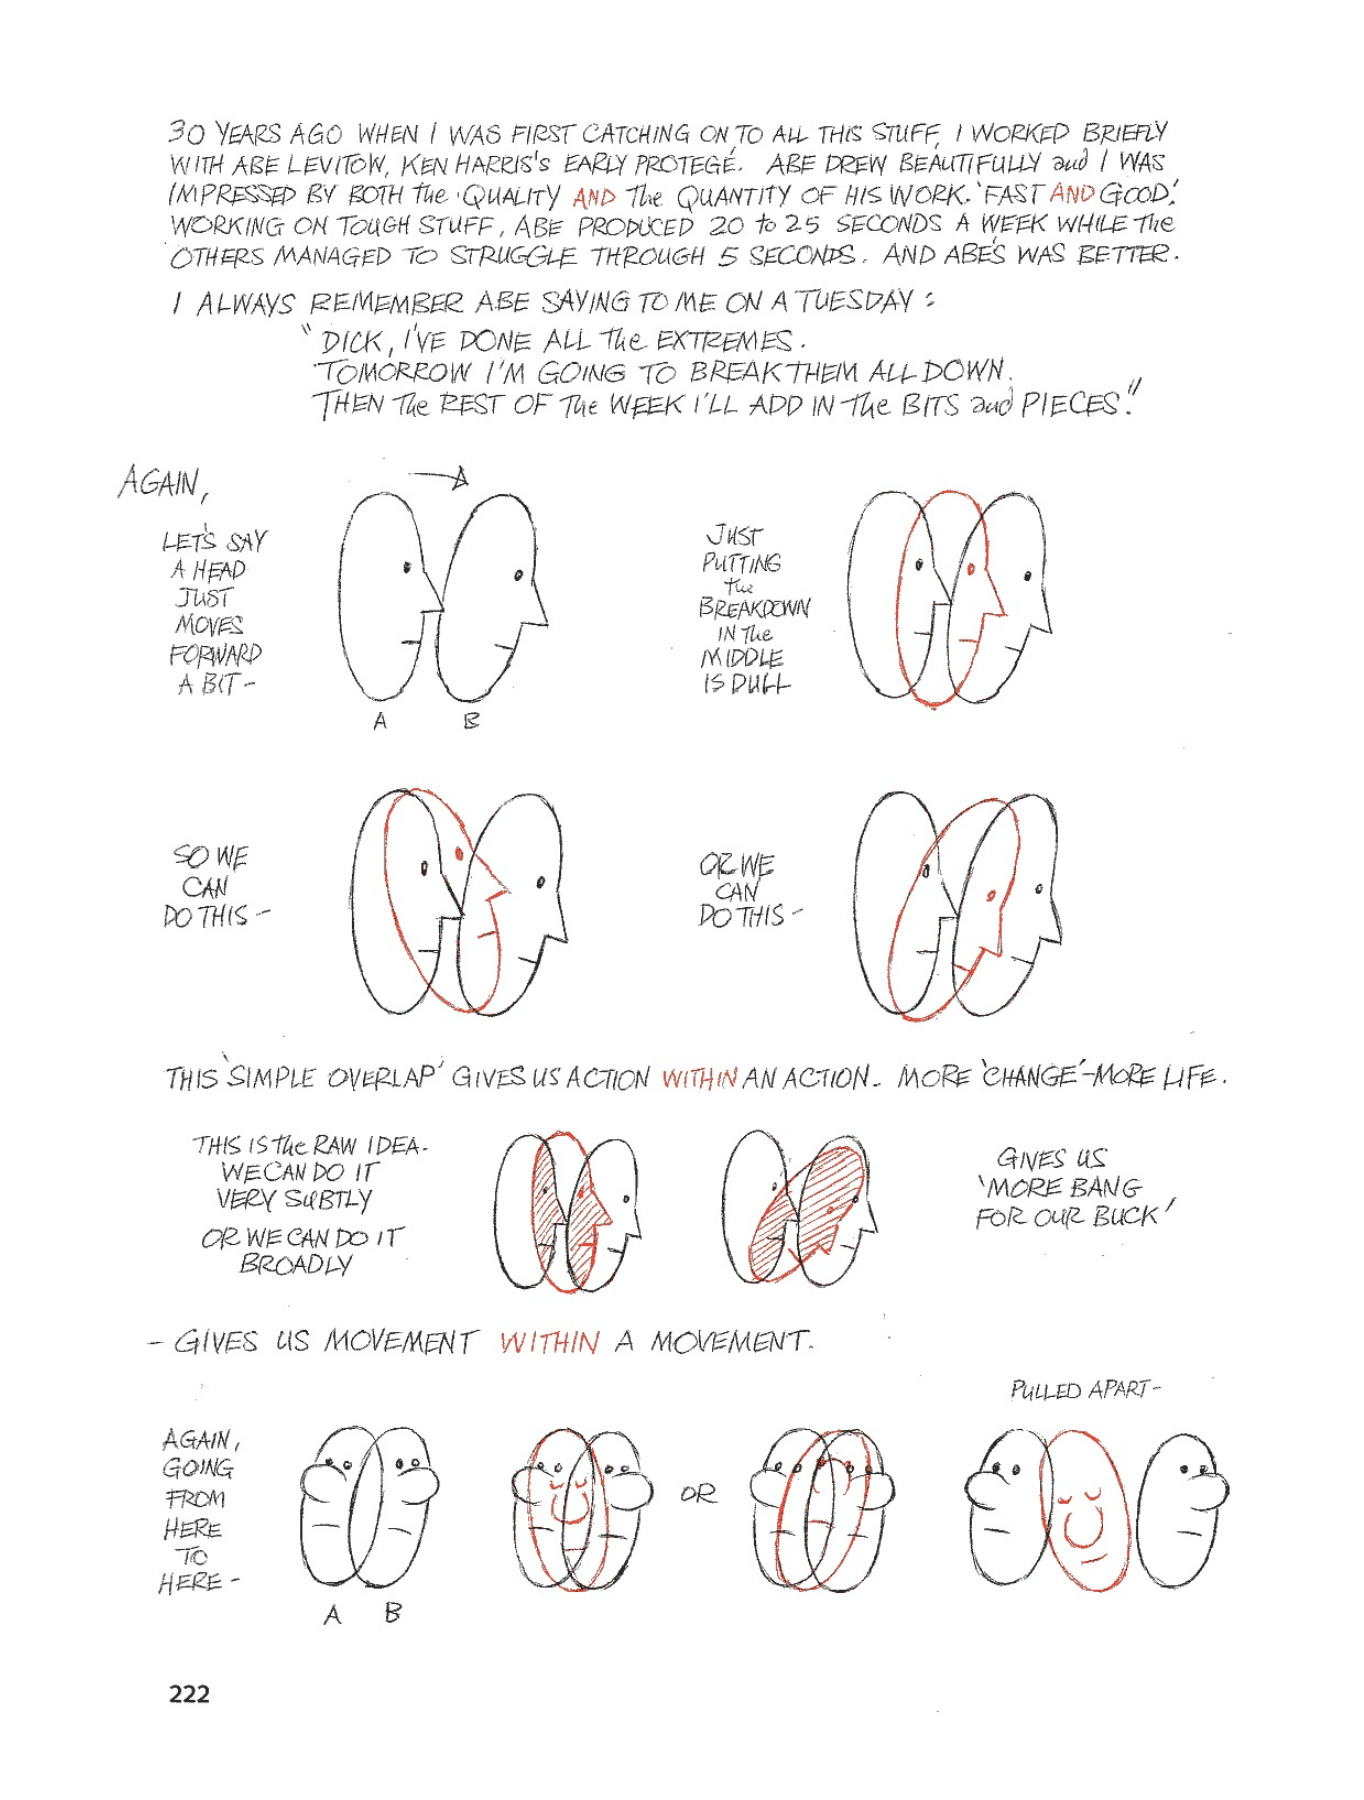 30 YEARS AGO WHEN I WAS FIRST CATCHING ON TO ALL THIS STUFF, I WORKED BRIEFLY
WITH ABE LEVITOW, KEN HARRIS'S EARLY PROTEGÉ. ABE DREW BEAUTIFULLY and I WAS
IMPRESSED BY BOTH the QUALITY AND The QUANTITY OF HIS WORK. 'FAST AND GOOD'.
WORKING ON TOUGH STUFF, ABE PRODUCED 20 to 25 SECONDS A WEEK WHILE The
OTHERS MANAGED TO STRUGGLE THROUGH 5 SECONDS. AND ABE'S WAS BETTER.
I ALWAYS REMEMBER ABE SAYING TO ME ON A TUESDAY :
"DICK, I'VE DONE ALL The EXTREMES.
TOMORROW I'M GOING TO BREAK THEM ALL DOWN.
THEN The REST OF The WEEK I'LL ADD IN The BITS and PIECES."
AGAIN,
LET'S SAY
A HEAD
JUST
MOVES
FORWARD
A BIT –
A B
JUST
PUTTING
the
BREAKDOWN
IN The
MIDDLE
IS DULL
SO WE
CAN
DO THIS –
OR WE
CAN
DO THIS –
THIS 'SIMPLE OVERLAP' GIVES US ACTION WITHIN AN ACTION. MORE 'CHANGE' – MORE LIFE.
THIS IS the RAW IDEA.
WE CAN DO IT
VERY SUBTLY
OR WE CAN DO IT
BROADLY
GIVES US
'MORE BANG
FOR OUR BUCK'
– GIVES US MOVEMENT WITHIN A MOVEMENT.
PULLED APART –
AGAIN,
GOING
FROM
HERE
TO
HERE –
A B
OR
222